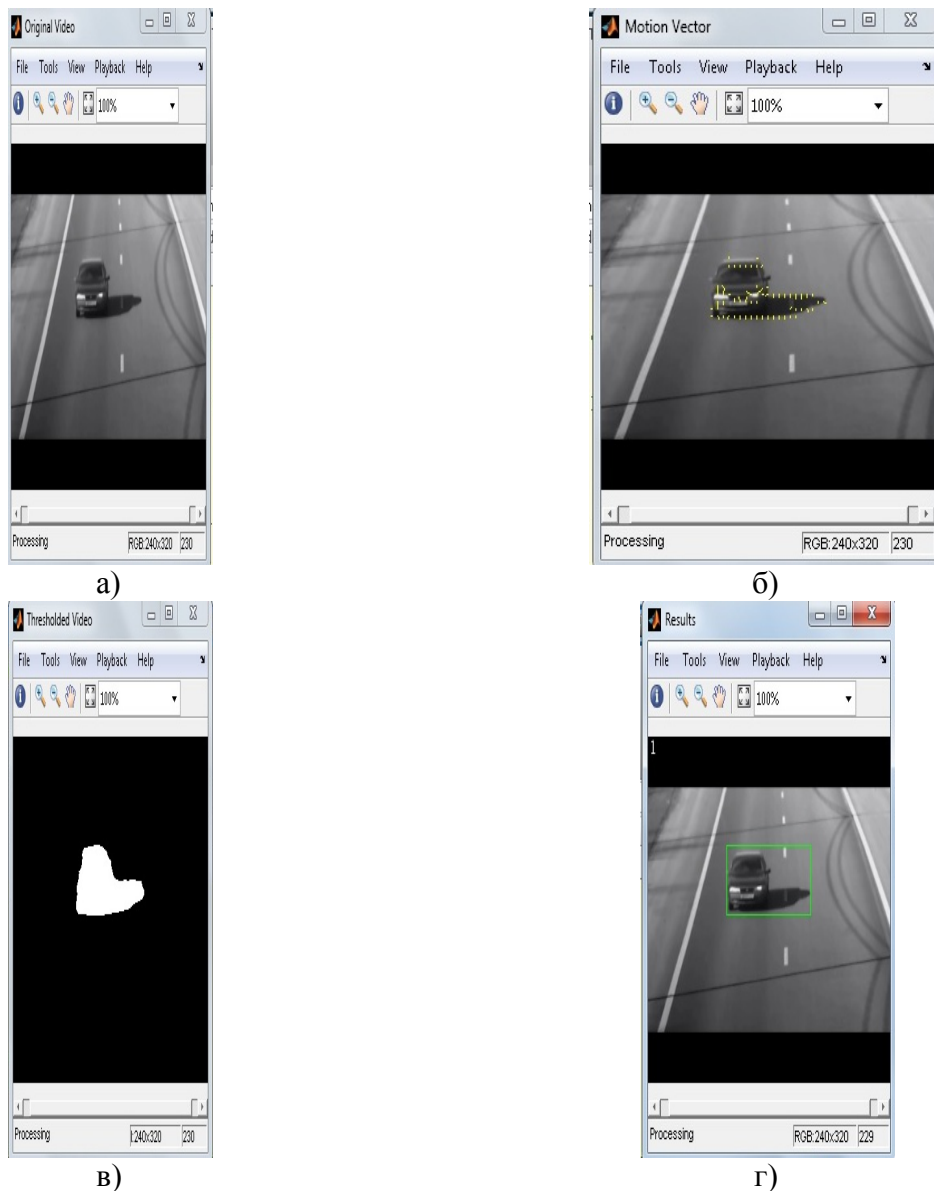 Original Video
File Tools View Playback Help
100%
Processing RGB:240x320 230
а)
Motion Vector
File Tools View Playback Help
100%
Processing RGB:240x320 230
б)
Thresholded Video
File Tools View Playback Help
100%
Processing I:240x320 230
в)
Results
File Tools View Playback Help
100%
1
Processing RGB:240x320 229
г)